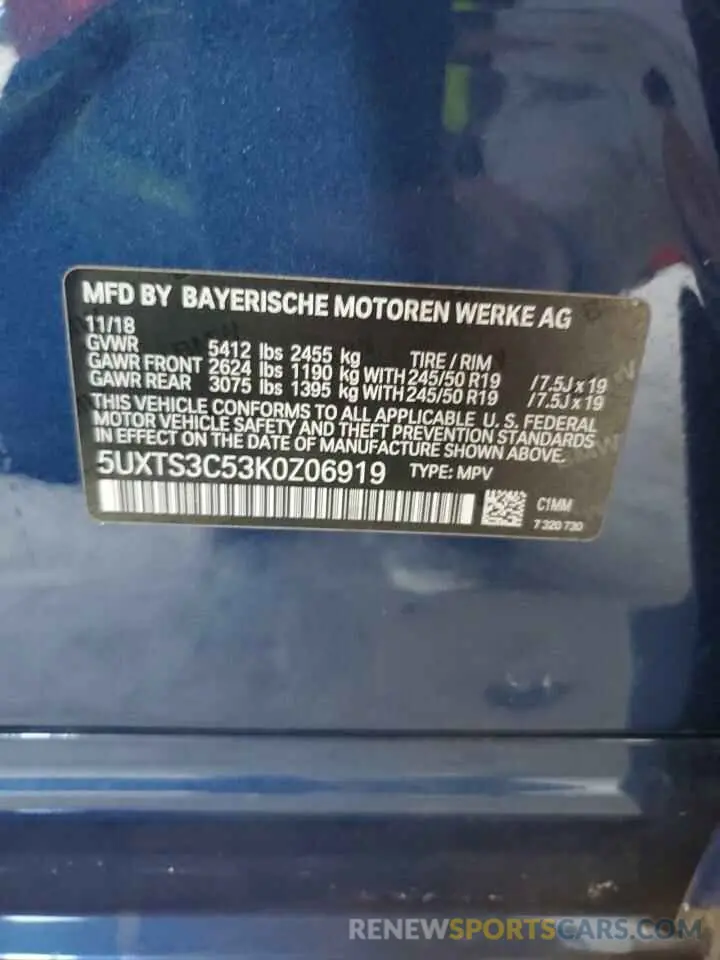 MFD BY BAYERISCHE MOTOREN WERKE AG
11/18
GVWR 5412 lbs 2455 kg TIRE / RIM
GAWR FRONT 2624 lbs 1190 kg WITH 245/50 R19 / 7.5J x 19
GAWR REAR 3075 lbs 1395 kg WITH 245/50 R19 / 7.5J x 19
THIS VEHICLE CONFORMS TO ALL APPLICABLE U. S. FEDERAL
MOTOR VEHICLE SAFETY AND THEFT PREVENTION STANDARDS
IN EFFECT ON THE DATE OF MANUFACTURE SHOWN ABOVE.
5UXTS3C53K0Z06919 TYPE: MPV
C1MM
7 320 730
RENEWSPORTSCARS.COM